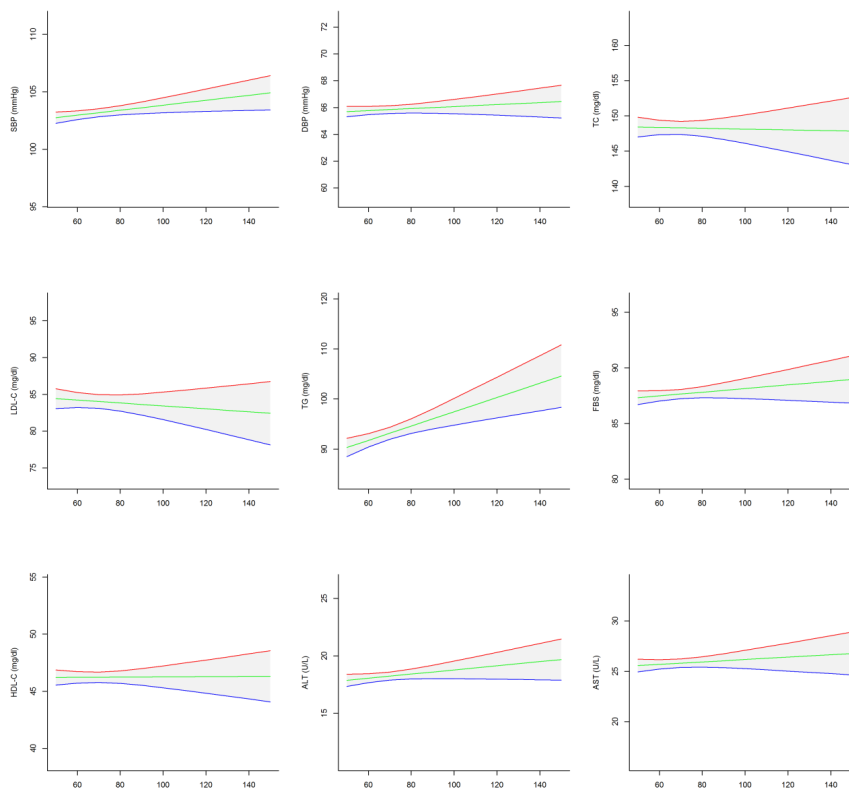 SBP (mmHg)
95 100 105 110
60 80 100 120 140
DBP (mmHg)
60 62 64 66 68 70 72
60 80 100 120 140
TC (mg/dl)
140 145 150 155 160
60 80 100 120 140
LDL-C (mg/dl)
75 80 85 90 95
60 80 100 120 140
TG (mg/dl)
90 100 110 120
60 80 100 120 140
FBS (mg/dl)
80 85 90 95
60 80 100 120 140
HDL-C (mg/dl)
40 45 50 55
60 80 100 120 140
ALT (U/L)
15 20 25
60 80 100 120 140
AST (U/L)
20 25 30
60 80 100 120 140